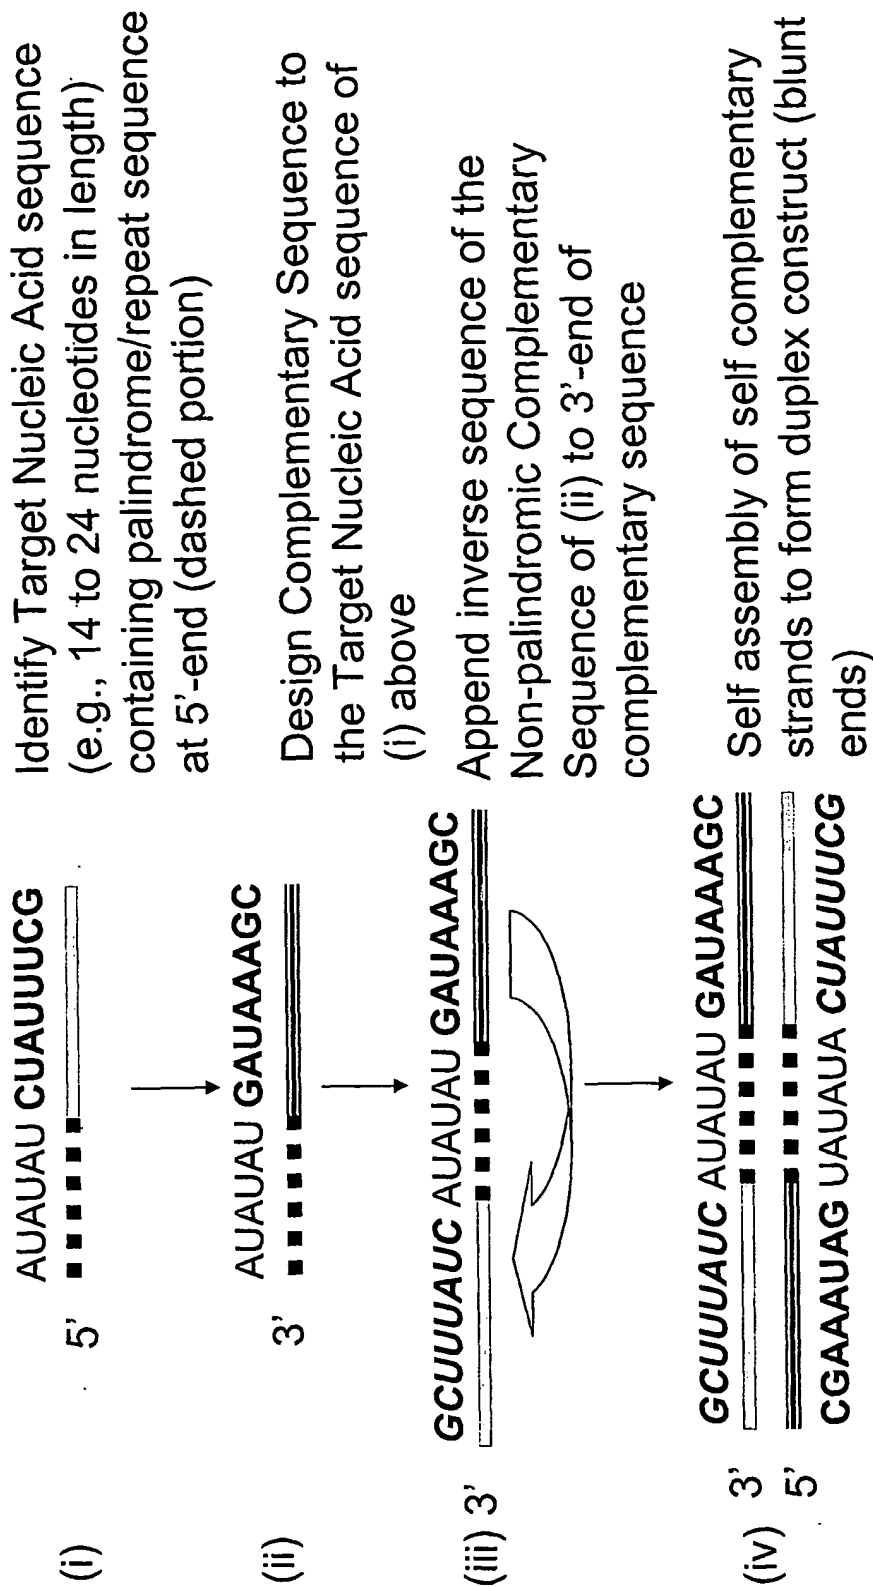 (i)
AUAUAU CUAUUUCG
5'
Identify Target Nucleic Acid sequence
(e.g., 14 to 24 nucleotides in length)
containing palindrome/repeat sequence
at 5'-end (dashed portion)
(ii)
AUAUAU GAUAAAGC
3'
Design Complementary Sequence to
the Target Nucleic Acid sequence of
(i) above
GCUUUAUC AUAUAU GAUAAAGC
(iii) 3'
Append inverse sequence of the
Non-palindromic Complementary
Sequence of (ii) to 3'-end of
complementary sequence
GCUUUAUC AUAUAU GAUAAAGC
(iv) 3'
5'
CGAAAUAG UAUAUA CUAUUUCG
Self assembly of self complementary
strands to form duplex construct (blunt
ends)